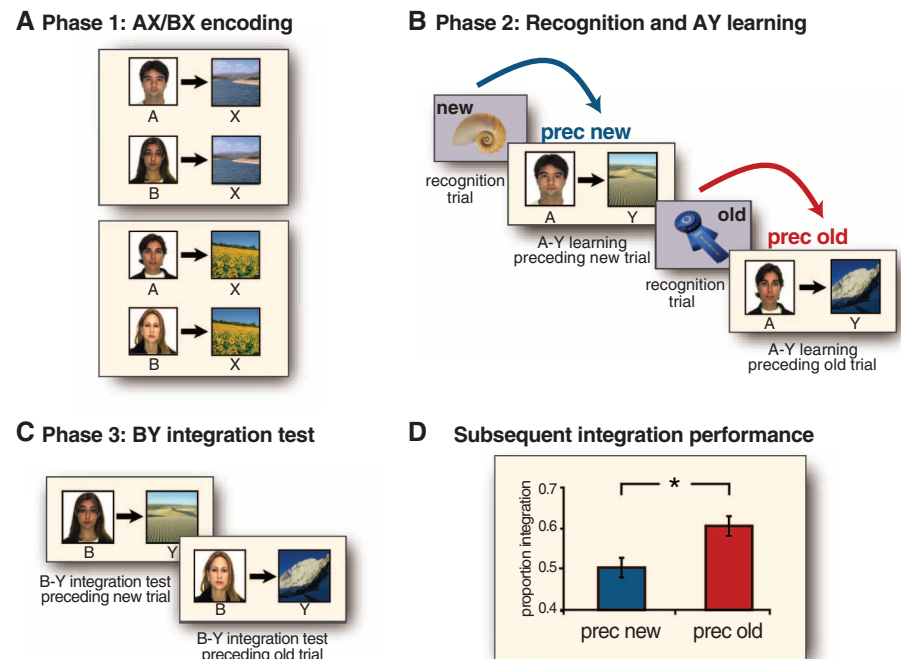 A Phase 1: AX/BX encoding
A
X
B
X
A
X
B
X
B Phase 2: Recognition and AY learning
new
recognition
trial
prec new
A
Y
A-Y learning
preceding new trial
old
recognition
trial
prec old
A
Y
A-Y learning
preceding old trial
C Phase 3: BY integration test
B
Y
B-Y integration test
preceding new trial
B
Y
B-Y integration test
preceding old trial
D Subsequent integration performance
proportion integration
0.7
0.6
0.5
0.4
*
prec new
prec old